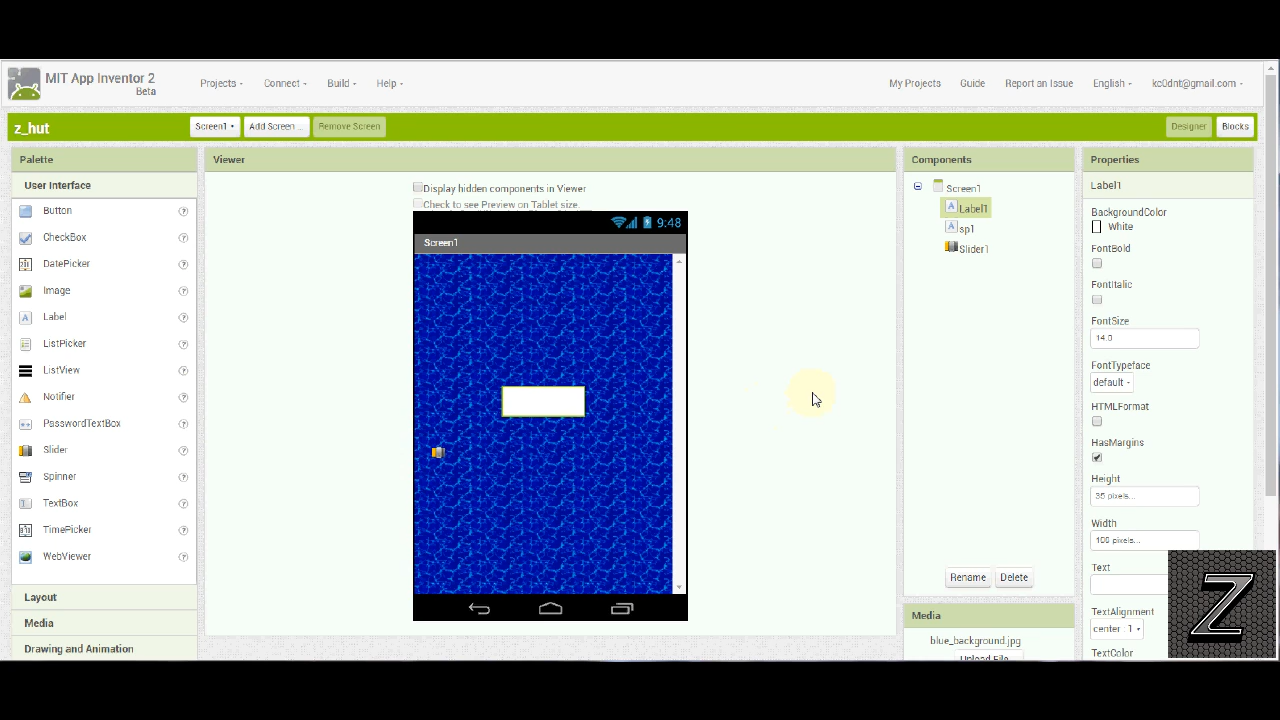 MIT App Inventor 2
Beta
Projects
Connect
Build
Help
My Projects
Guide
Report an Issue
English
kc0dnt@gmail.com
z_hut
Screen1
Add Screen ...
Remove Screen
Designer
Blocks
Palette
User Interface
Button
CheckBox
DatePicker
Image
Label
ListPicker
ListView
Notifier
PasswordTextBox
Slider
Spinner
TextBox
TimePicker
WebViewer
Layout
Media
Drawing and Animation
Viewer
Display hidden components in Viewer
Check to see Preview on Tablet size.
9:48
Screen1
Components
Screen1
Label1
sp1
Slider1
Rename
Delete
Media
blue_background.jpg
Upload File
Properties
Label1
BackgroundColor
White
FontBold
FontItalic
FontSize
14.0
FontTypeface
default
HTMLFormat
HasMargins
Height
35 pixels...
Width
100 pixels...
Text
TextAlignment
center : 1
TextColor
Z